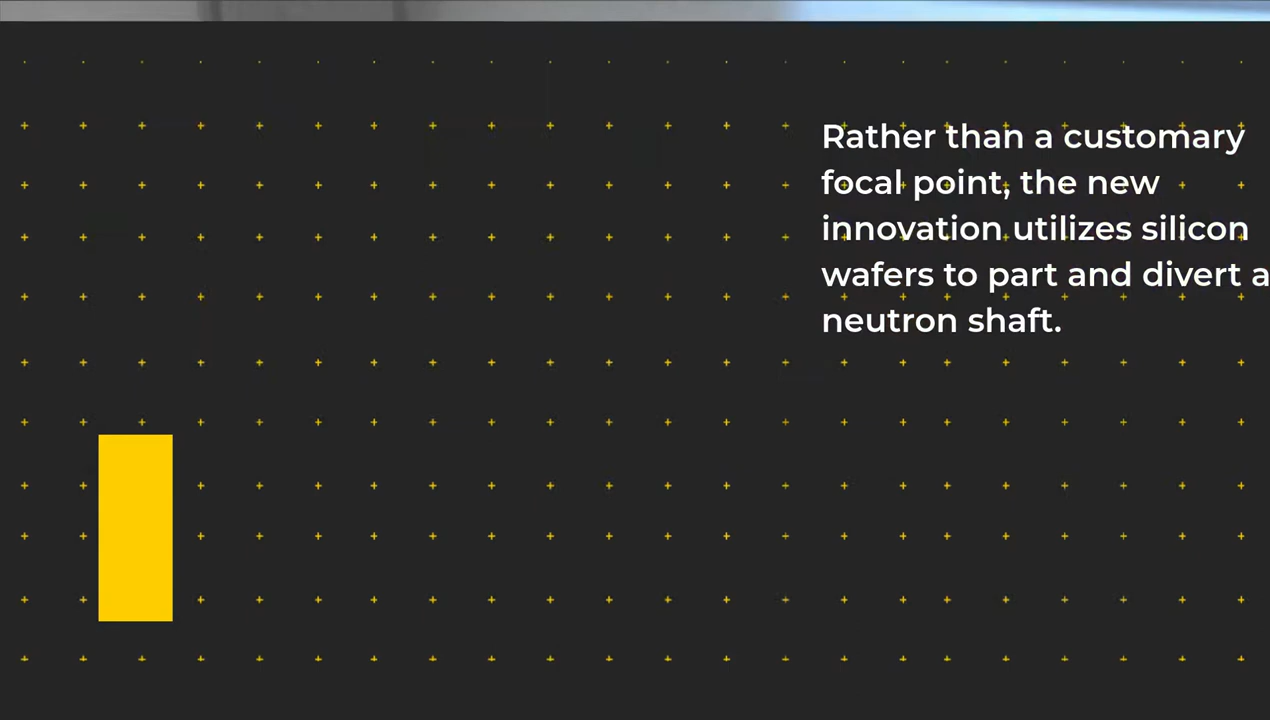 Rather than a customary
focal point, the new
innovation utilizes silicon
wafers to part and divert a
neutron shaft.